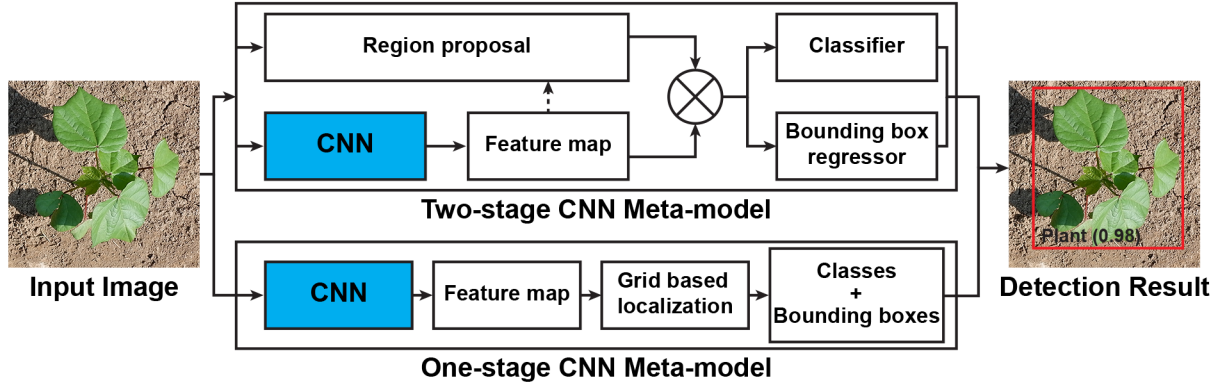 Region proposal
Classifier
CNN
Feature map
Bounding box
regressor
Two-stage CNN Meta-model
Input Image
CNN
Feature map
Grid based
localization
Classes
+
Bounding boxes
One-stage CNN Meta-model
Plant (0.98)
Detection Result